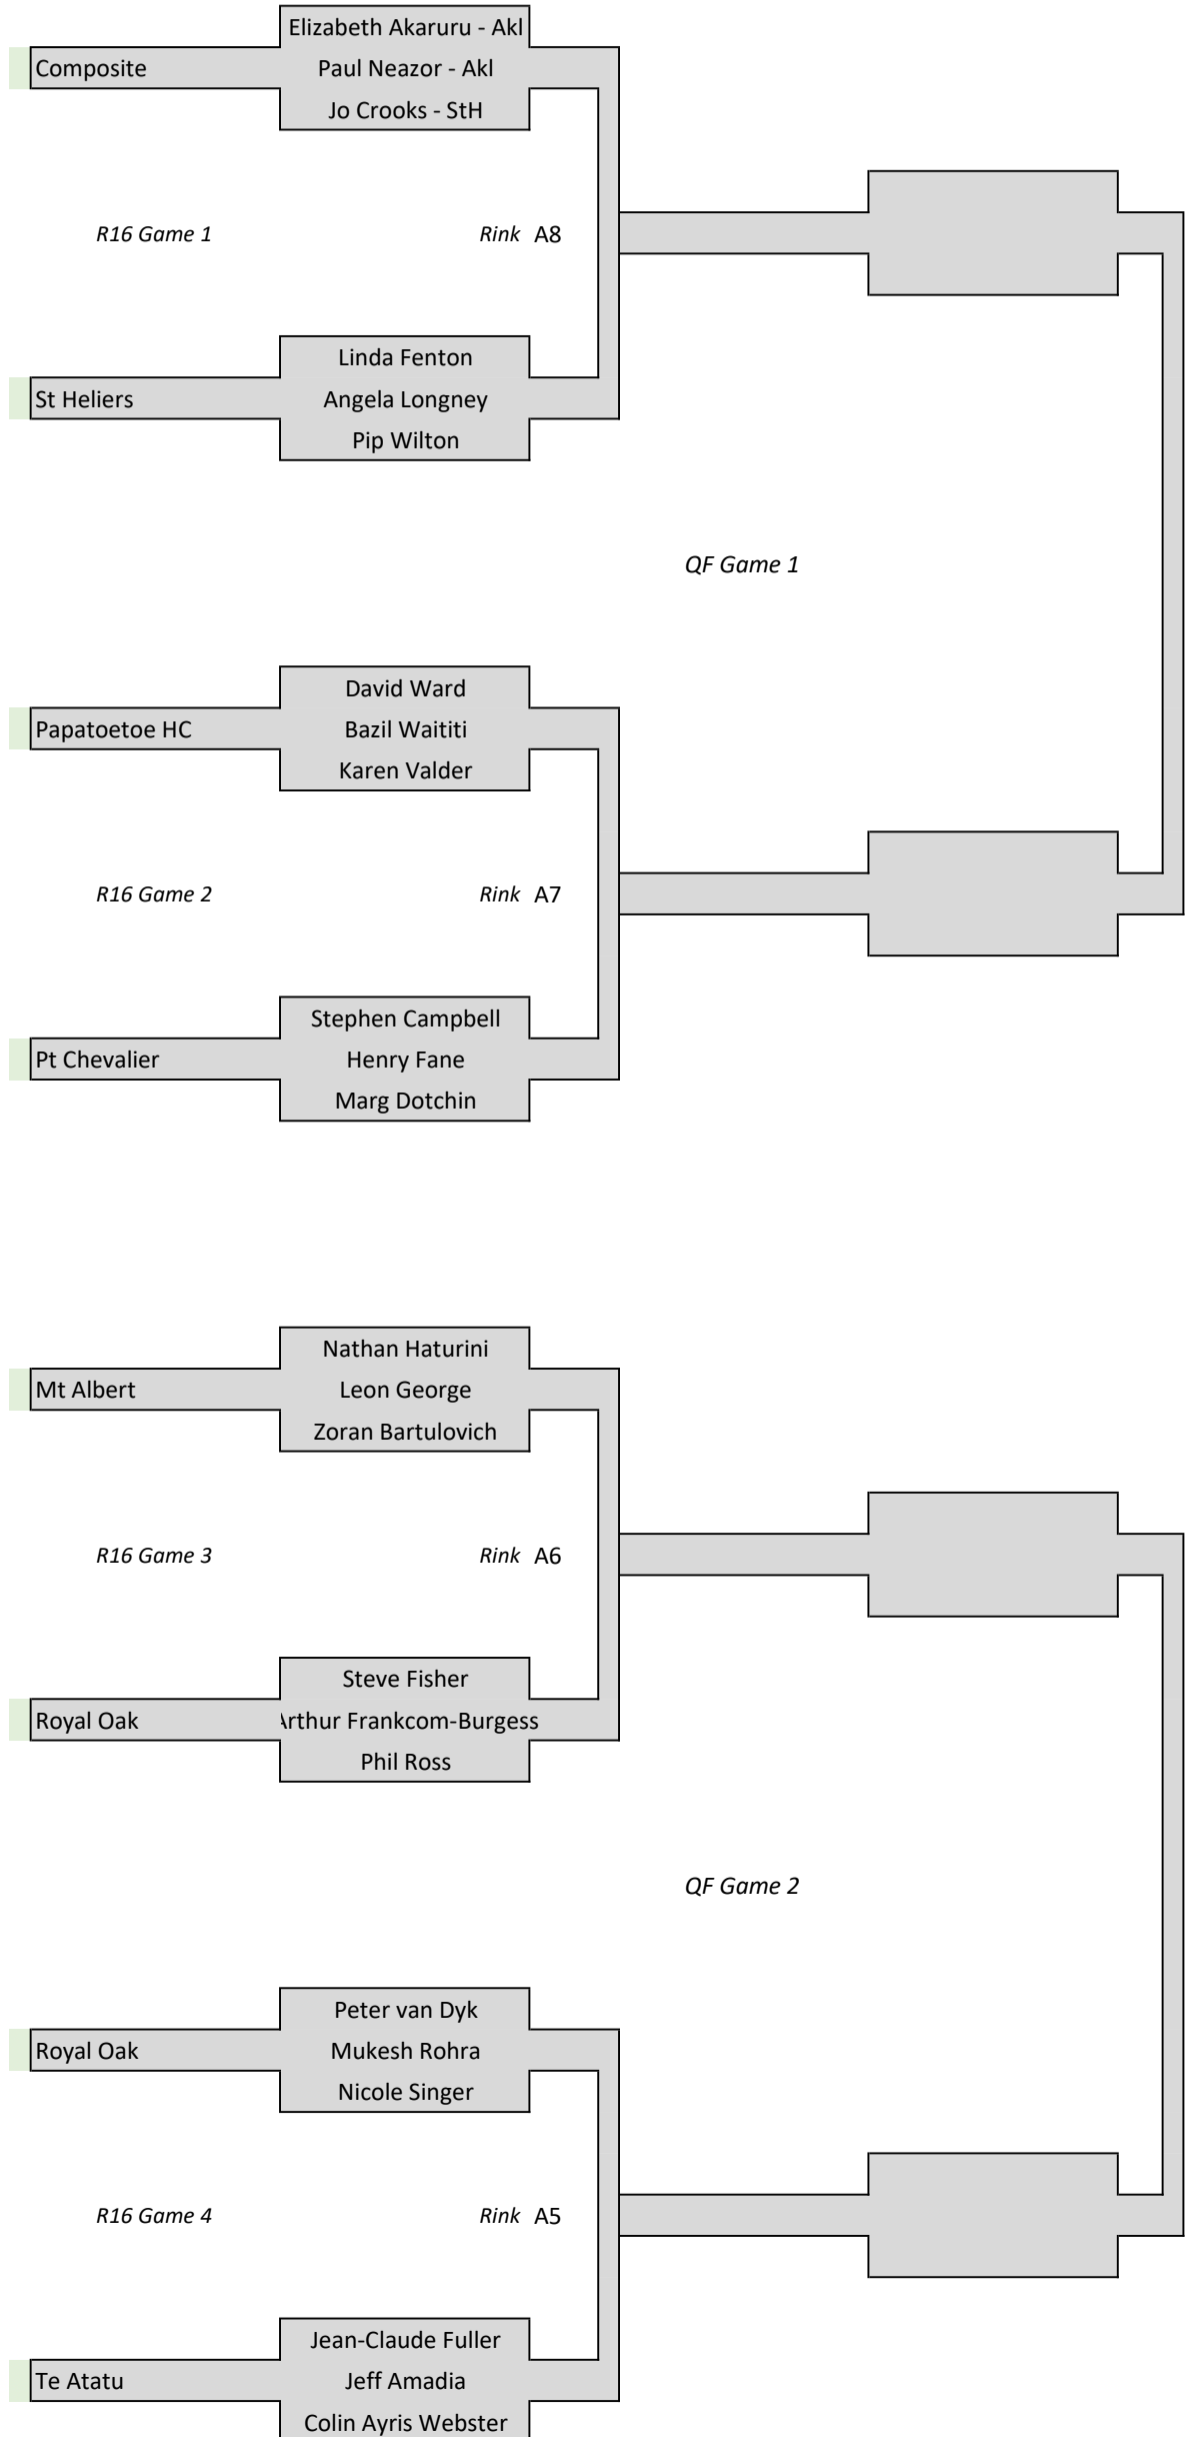 Elizabeth Akaruru - Akl
Composite Paul Neazor - Akl
Jo Crooks - StH
R16 Game 1 Rink A8
Linda Fenton
St Heliers Angela Longney
Pip Wilton
QF Game 1
David Ward
Papatoetoe HC Bazil Waititi
Karen Valder
R16 Game 2 Rink A7
Stephen Campbell
Pt Chevalier Henry Fane
Marg Dotchin
Nathan Haturini
Mt Albert Leon George
Zoran Bartulovich
R16 Game 3 Rink A6
Steve Fisher
Royal Oak Arthur Frankcom-Burgess
Phil Ross
QF Game 2
Peter van Dyk
Royal Oak Mukesh Rohra
Nicole Singer
R16 Game 4 Rink A5
Jean-Claude Fuller
Te Atatu Jeff Amadia
Colin Ayris Webster